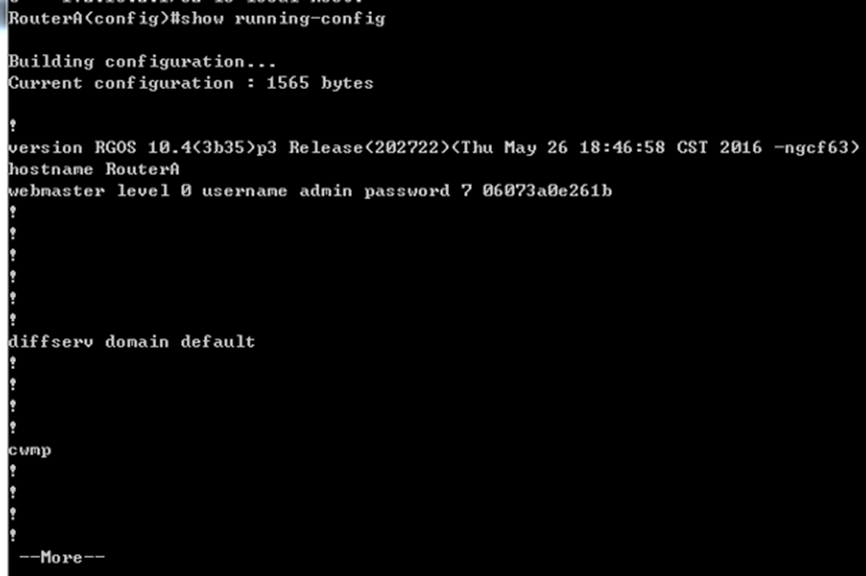 RouterA(config)#show running-config
Building configuration...
Current configuration : 1565 bytes
!
version RGOS 10.4(3b35)p3 Release(202722)(Thu May 26 18:46:58 CST 2016 -ngcf63)
hostname RouterA
webmaster level 0 username admin password 7 06073a0e261b
!
!
!
!
!
!
diffserv domain default
!
!
!
!
cwmp
!
!
!
!
--More--